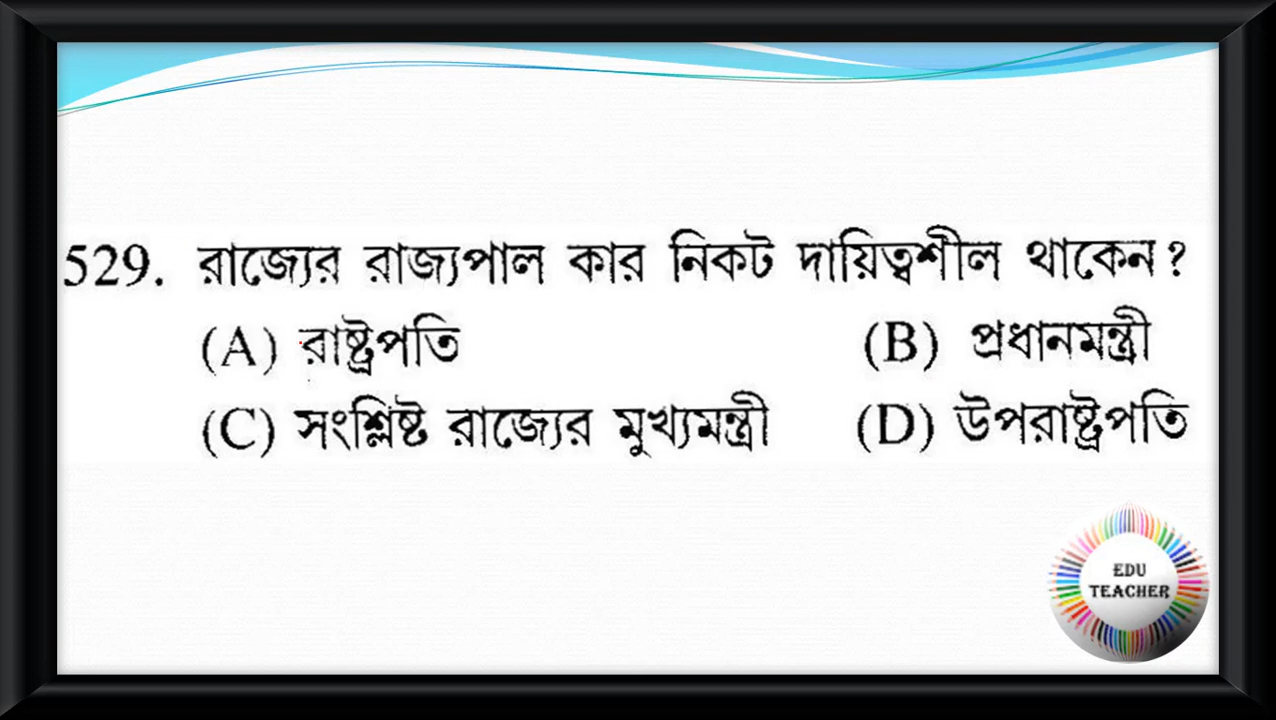 529. রাজ্যের রাজ্যপাল কার নিকট দায়িত্বশীল থাকেন?
(A) রাষ্ট্রপতি (B) প্রধানমন্ত্রী
(C) সংশ্লিষ্ট রাজ্যের মুখ্যমন্ত্রী (D) উপরাষ্ট্রপতি
EDU
TEACHER